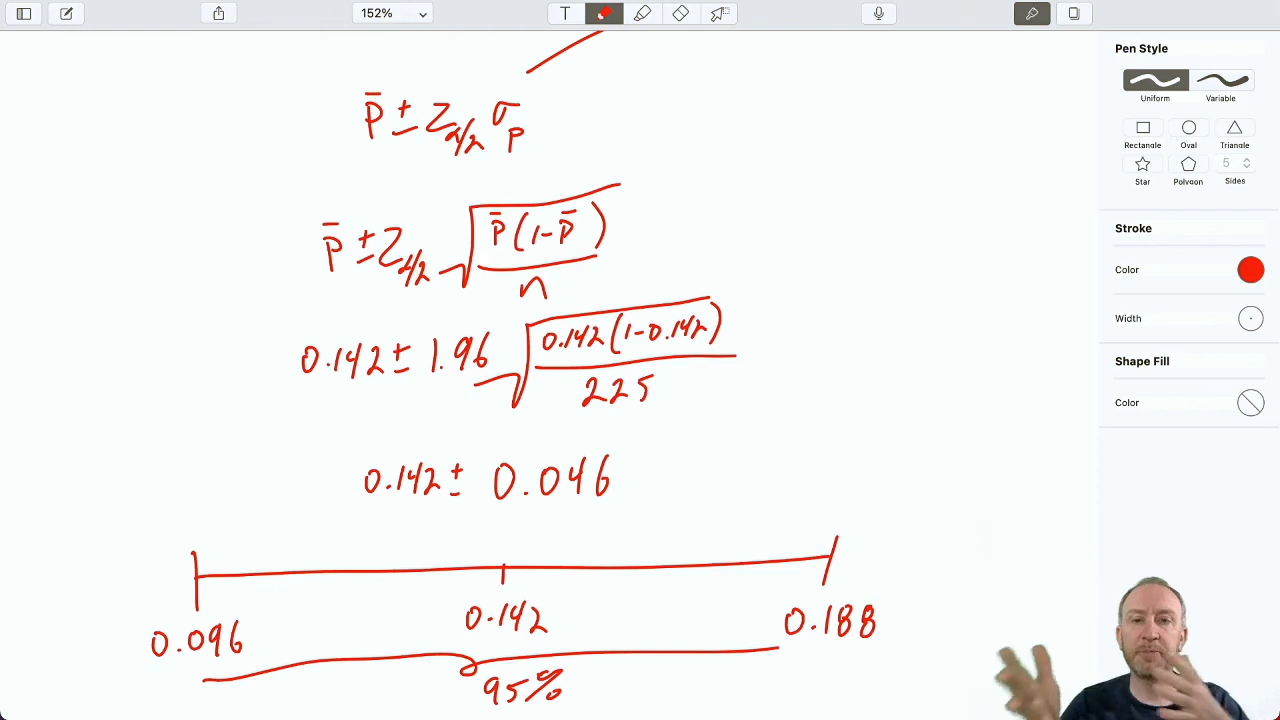 152%
T
p̄ ± Z α/2 σ p
p̄ ± Z α/2 √ p̄(1-p̄) / n
0.142 ± 1.96 √ 0.142(1-0.142) / 225
0.142 ± 0.046
0.096 0.142 0.188
95%
Pen Style
Uniform Variable
Rectangle Oval Triangle
5
Star Polygon Sides
Stroke
Color
Width
Shape Fill
Color